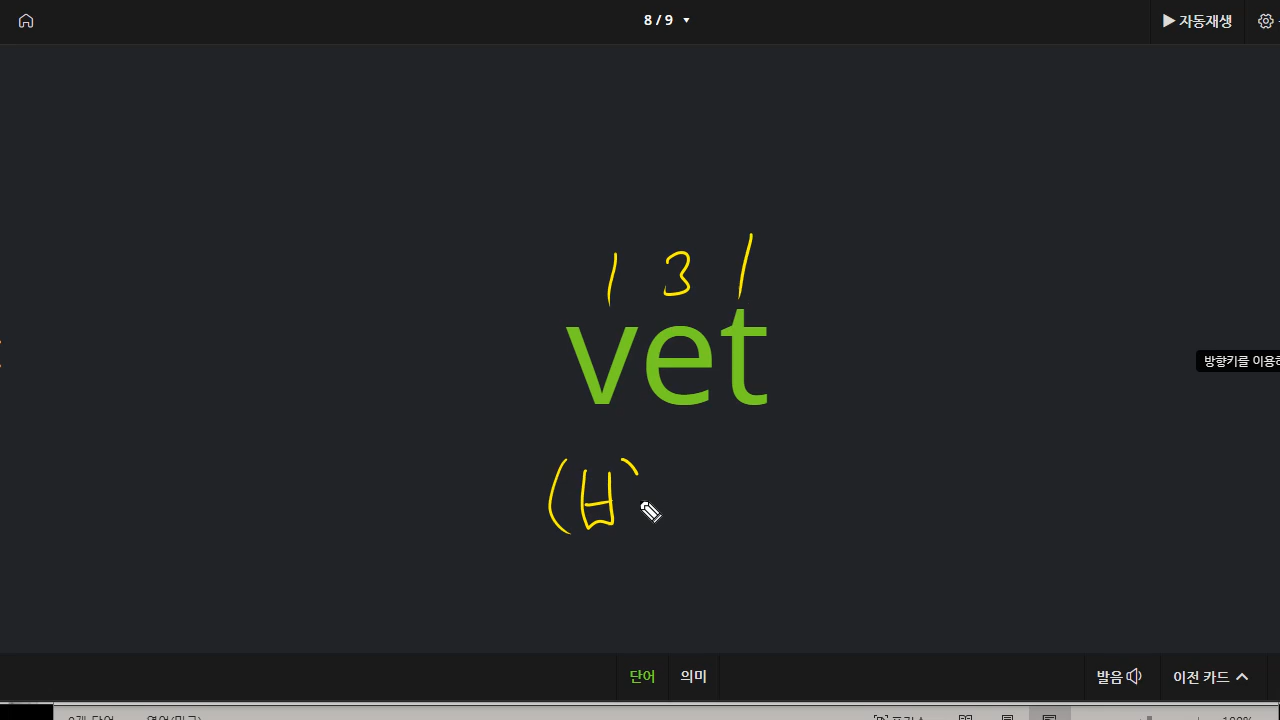 8 / 9
자동재생
1 3 1
vet
방향키를 이용하
(ㅂ)
단어 의미
발음 이전 카드